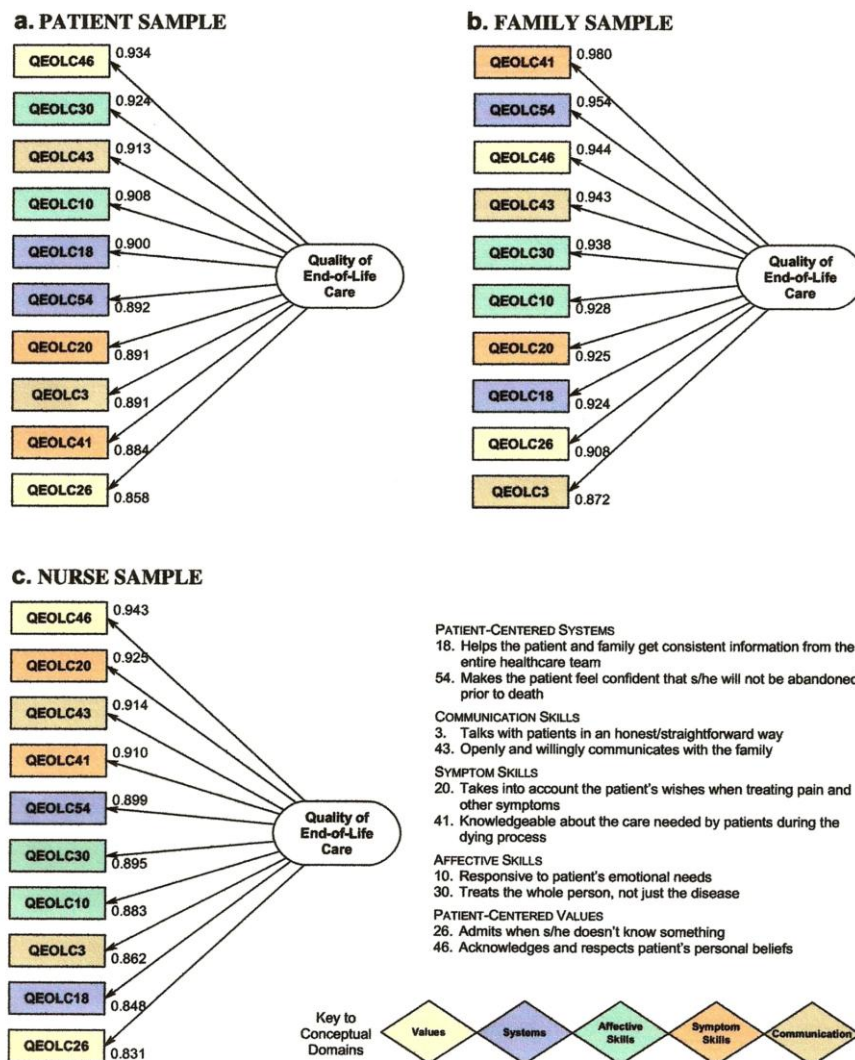 a. PATIENT SAMPLE
QEOLC46 0.934
QEOLC30 0.924
QEOLC43 0.913
QEOLC10 0.908
QEOLC18 0.900
QEOLC54 0.892
QEOLC20 0.891
QEOLC3 0.891
QEOLC41 0.884
QEOLC26 0.858
Quality of
End-of-Life
Care
b. FAMILY SAMPLE
QEOLC41 0.980
QEOLC54 0.954
QEOLC46 0.944
QEOLC43 0.943
QEOLC30 0.938
QEOLC10 0.928
QEOLC20 0.925
QEOLC18 0.924
QEOLC26 0.908
QEOLC3 0.872
Quality of
End-of-Life
Care
c. NURSE SAMPLE
QEOLC46 0.943
QEOLC20 0.925
QEOLC43 0.914
QEOLC41 0.910
QEOLC54 0.899
QEOLC30 0.895
QEOLC10 0.883
QEOLC3 0.862
QEOLC18 0.848
QEOLC26 0.831
Quality of
End-of-Life
Care
PATIENT-CENTERED SYSTEMS
18. Helps the patient and family get consistent information from the
entire healthcare team
54. Makes the patient feel confident that s/he will not be abandoned
prior to death
COMMUNICATION SKILLS
3. Talks with patients in an honest/straightforward way
43. Openly and willingly communicates with the family
SYMPTOM SKILLS
20. Takes into account the patient's wishes when treating pain and
other symptoms
41. Knowledgeable about the care needed by patients during the
dying process
AFFECTIVE SKILLS
10. Responsive to patient's emotional needs
30. Treats the whole person, not just the disease
PATIENT-CENTERED VALUES
26. Admits when s/he doesn't know something
46. Acknowledges and respects patient's personal beliefs
Key to
Conceptual
Domains
Values
Systems
Affective
Skills
Symptom
Skills
Communication